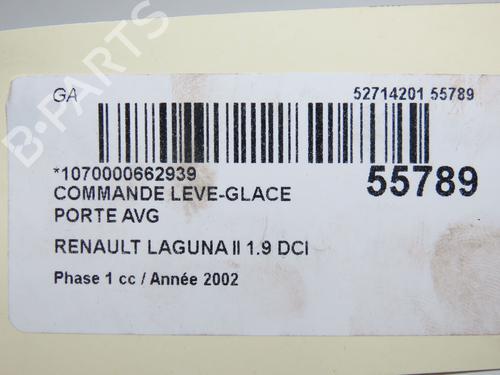 GA
52714201 55789
*1070000662939
55789
COMMANDE LEVE-GLACE
PORTE AVG
RENAULT LAGUNA II 1.9 DCI
Phase 1 cc / Année 2002
B-PARTS